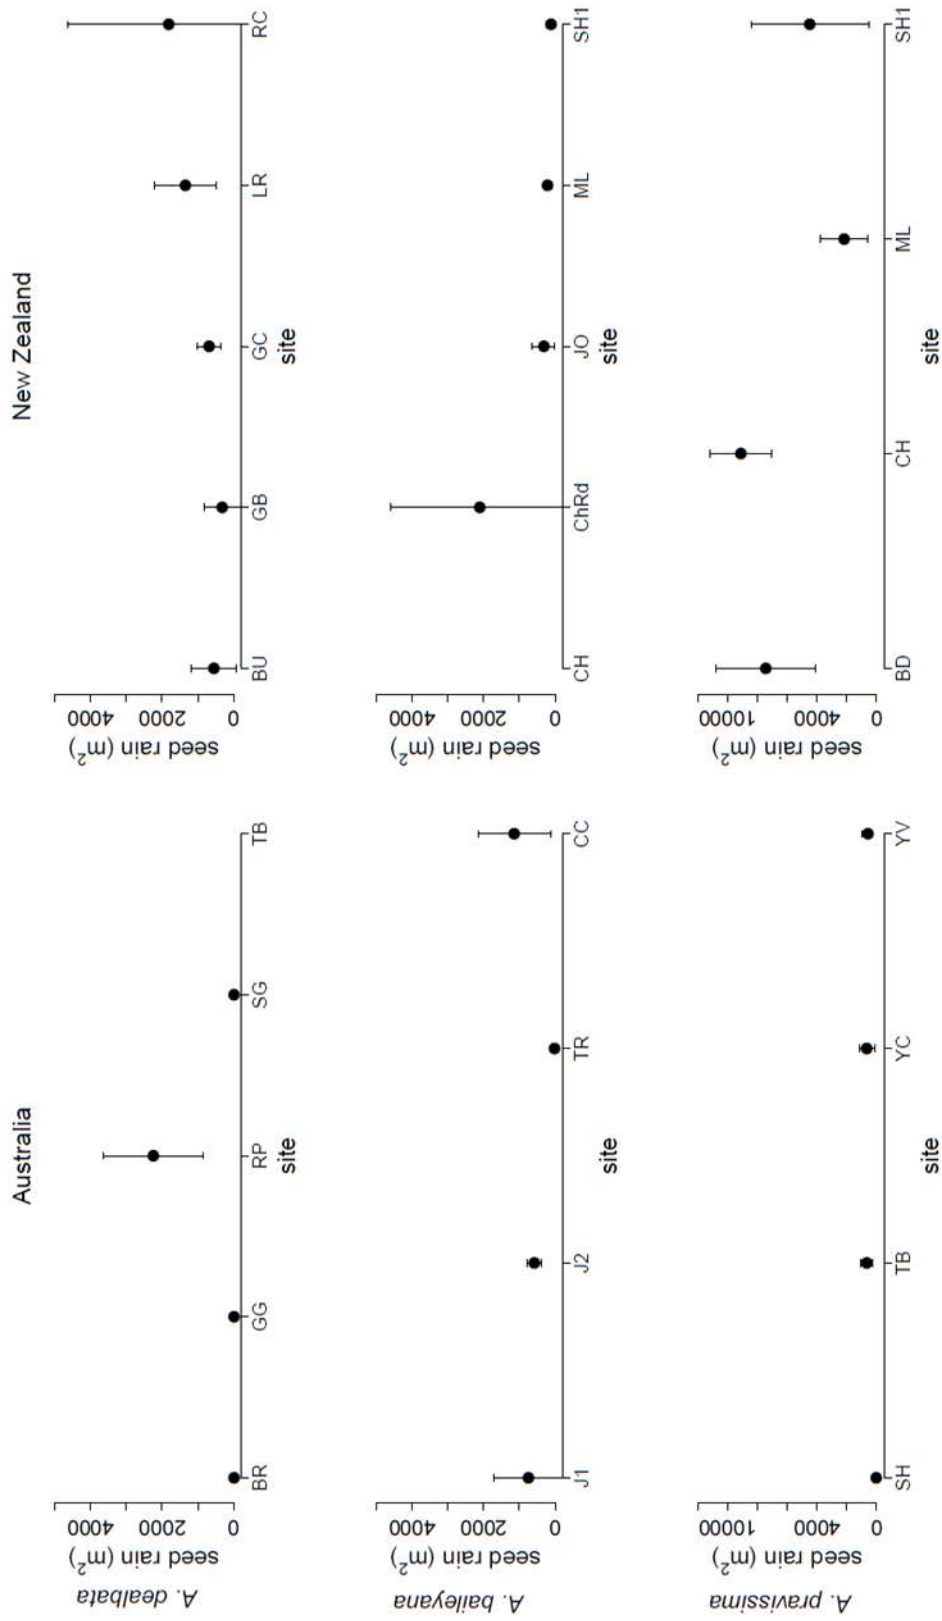 Australia
New Zealand
A. dealbata
seed rain (m²)
0 2000 4000
BR GG RP SG TB
site
seed rain (m²)
0 2000 4000
BU GB GC LR RC
site
A. baileyana
seed rain (m²)
0 2000 4000
J1 J2 TR CC
site
seed rain (m²)
0 2000 4000
CH ChRd JO ML SH1
site
A. pravissima
seed rain (m²)
0 4000 10000
SH TB YC YV
site
seed rain (m²)
0 4000 10000
BD CH ML SH1
site